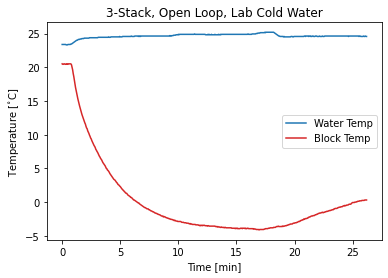 3-Stack, Open Loop, Lab Cold Water
Temperature [˚C]
25
20
15
10
5
0
−5
Water Temp
Block Temp
0
5
10
15
20
25
Time [min]